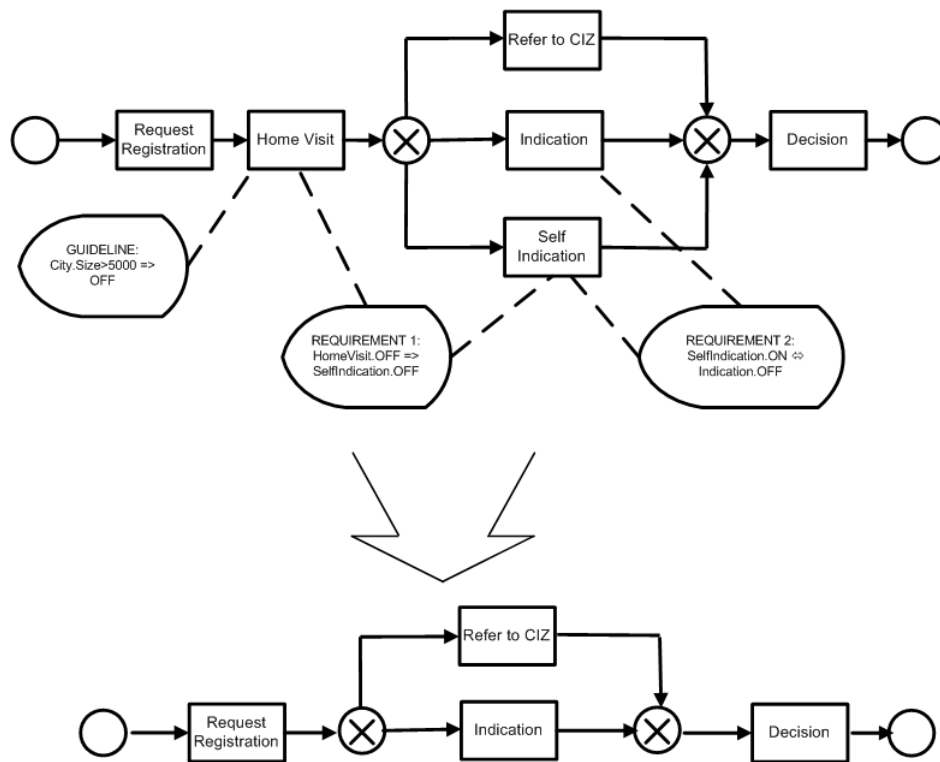 Refer to CIZ
Request
Registration
Home Visit
Indication
Decision
Self
Indication
GUIDELINE:
City.Size>5000 =>
OFF
REQUIREMENT 1:
HomeVisit.OFF =>
SelfIndication.OFF
REQUIREMENT 2:
SelfIndication.ON ⇔
Indication.OFF
Refer to CIZ
Request
Registration
Indication
Decision